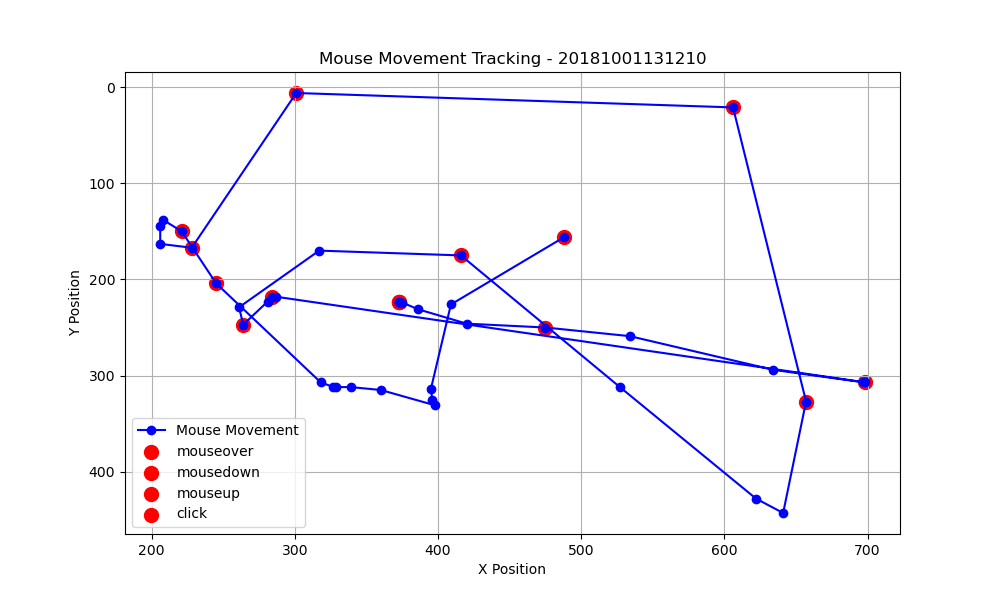 Mouse Movement Tracking - 20181001131210
0
100
200
300
400
Y Position
Mouse Movement
mouseover
mousedown
mouseup
click
200
300
400
500
600
700
X Position